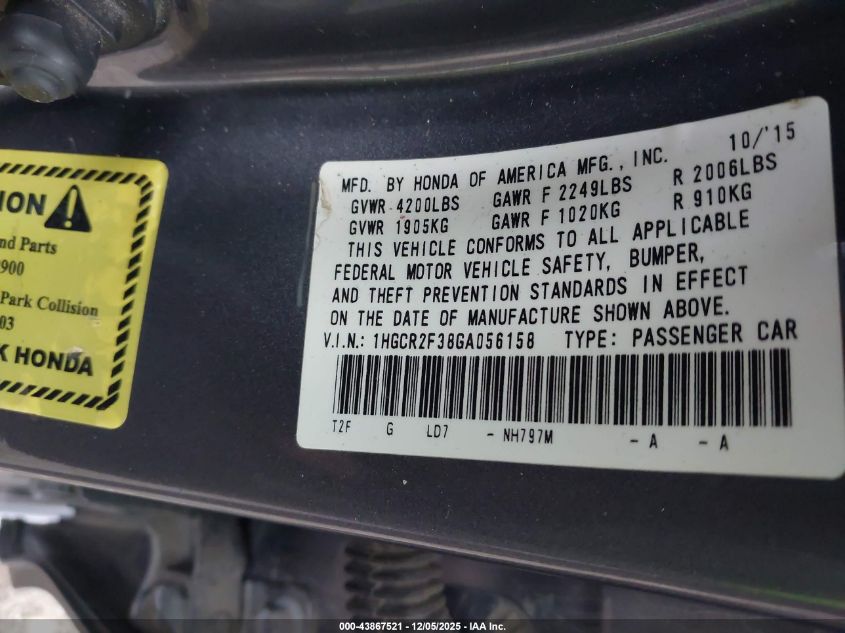 ION
nd Parts
900
Park Collision
03
K HONDA
10/'15
MFD. BY HONDA OF AMERICA MFG., INC.
GVWR 4200LBS GAWR F 2249LBS R 2006LBS
GVWR 1905KG GAWR F 1020KG R 910KG
THIS VEHICLE CONFORMS TO ALL APPLICABLE
FEDERAL MOTOR VEHICLE SAFETY, BUMPER,
AND THEFT PREVENTION STANDARDS IN EFFECT
ON THE DATE OF MANUFACTURE SHOWN ABOVE.
V.I.N.: 1HGCR2F38GA056158 TYPE: PASSENGER CAR
T2F G LD7 - NH797M - A - A
000-43867521 - 12/05/2025 - IAA Inc.